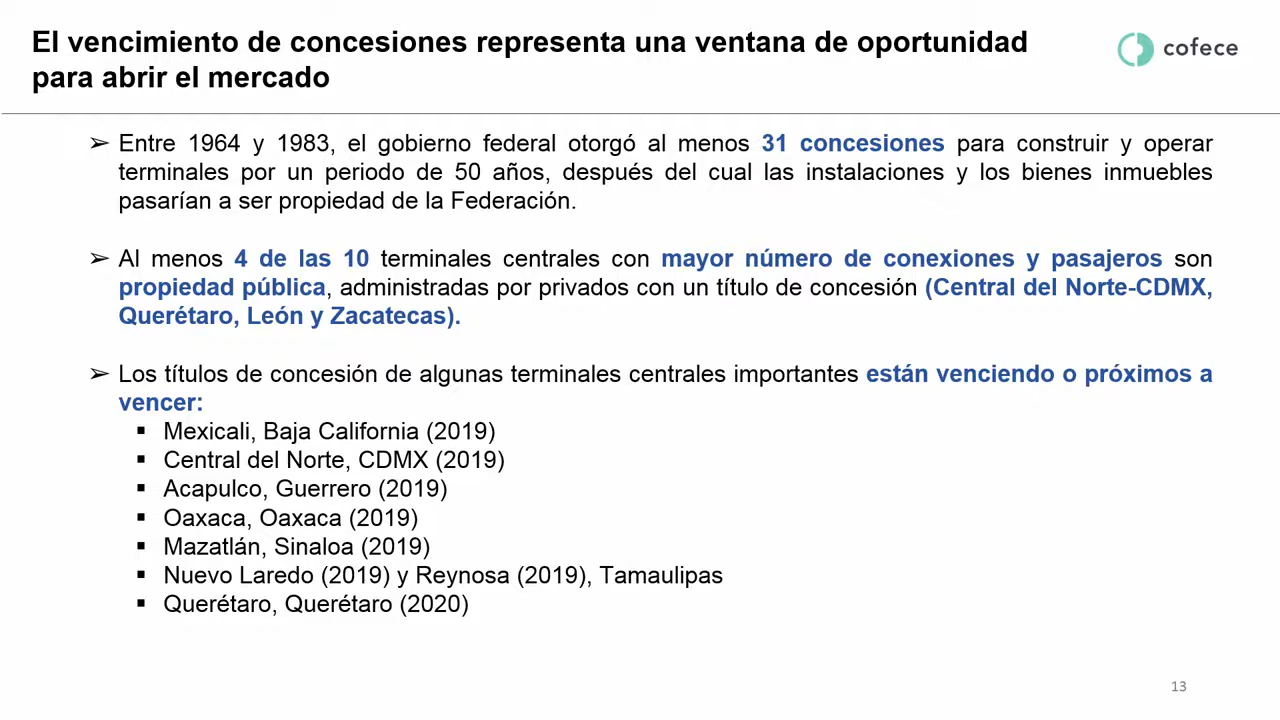 El vencimiento de concesiones representa una ventana de oportunidad
para abrir el mercado
cofece
➢ Entre 1964 y 1983, el gobierno federal otorgó al menos 31 concesiones para construir y operar
terminales por un periodo de 50 años, después del cual las instalaciones y los bienes inmuebles
pasarían a ser propiedad de la Federación.
➢ Al menos 4 de las 10 terminales centrales con mayor número de conexiones y pasajeros son
propiedad pública, administradas por privados con un título de concesión (Central del Norte-CDMX,
Querétaro, León y Zacatecas).
➢ Los títulos de concesión de algunas terminales centrales importantes están venciendo o próximos a
vencer:
▪ Mexicali, Baja California (2019)
▪ Central del Norte, CDMX (2019)
▪ Acapulco, Guerrero (2019)
▪ Oaxaca, Oaxaca (2019)
▪ Mazatlán, Sinaloa (2019)
▪ Nuevo Laredo (2019) y Reynosa (2019), Tamaulipas
▪ Querétaro, Querétaro (2020)
13